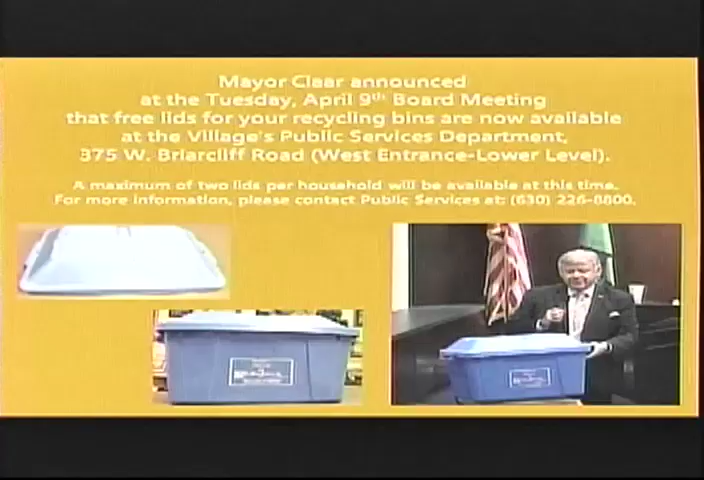 Mayor Claar announced
at the Tuesday, April 9th Board Meeting
that free lids for your recycling bins are now available
at the Village's Public Services Department,
375 W. Briarcliff Road (West Entrance-Lower Level).
A maximum of two lids per household will be available at this time.
For more information, please contact Public Services at: (630) 226-8800.